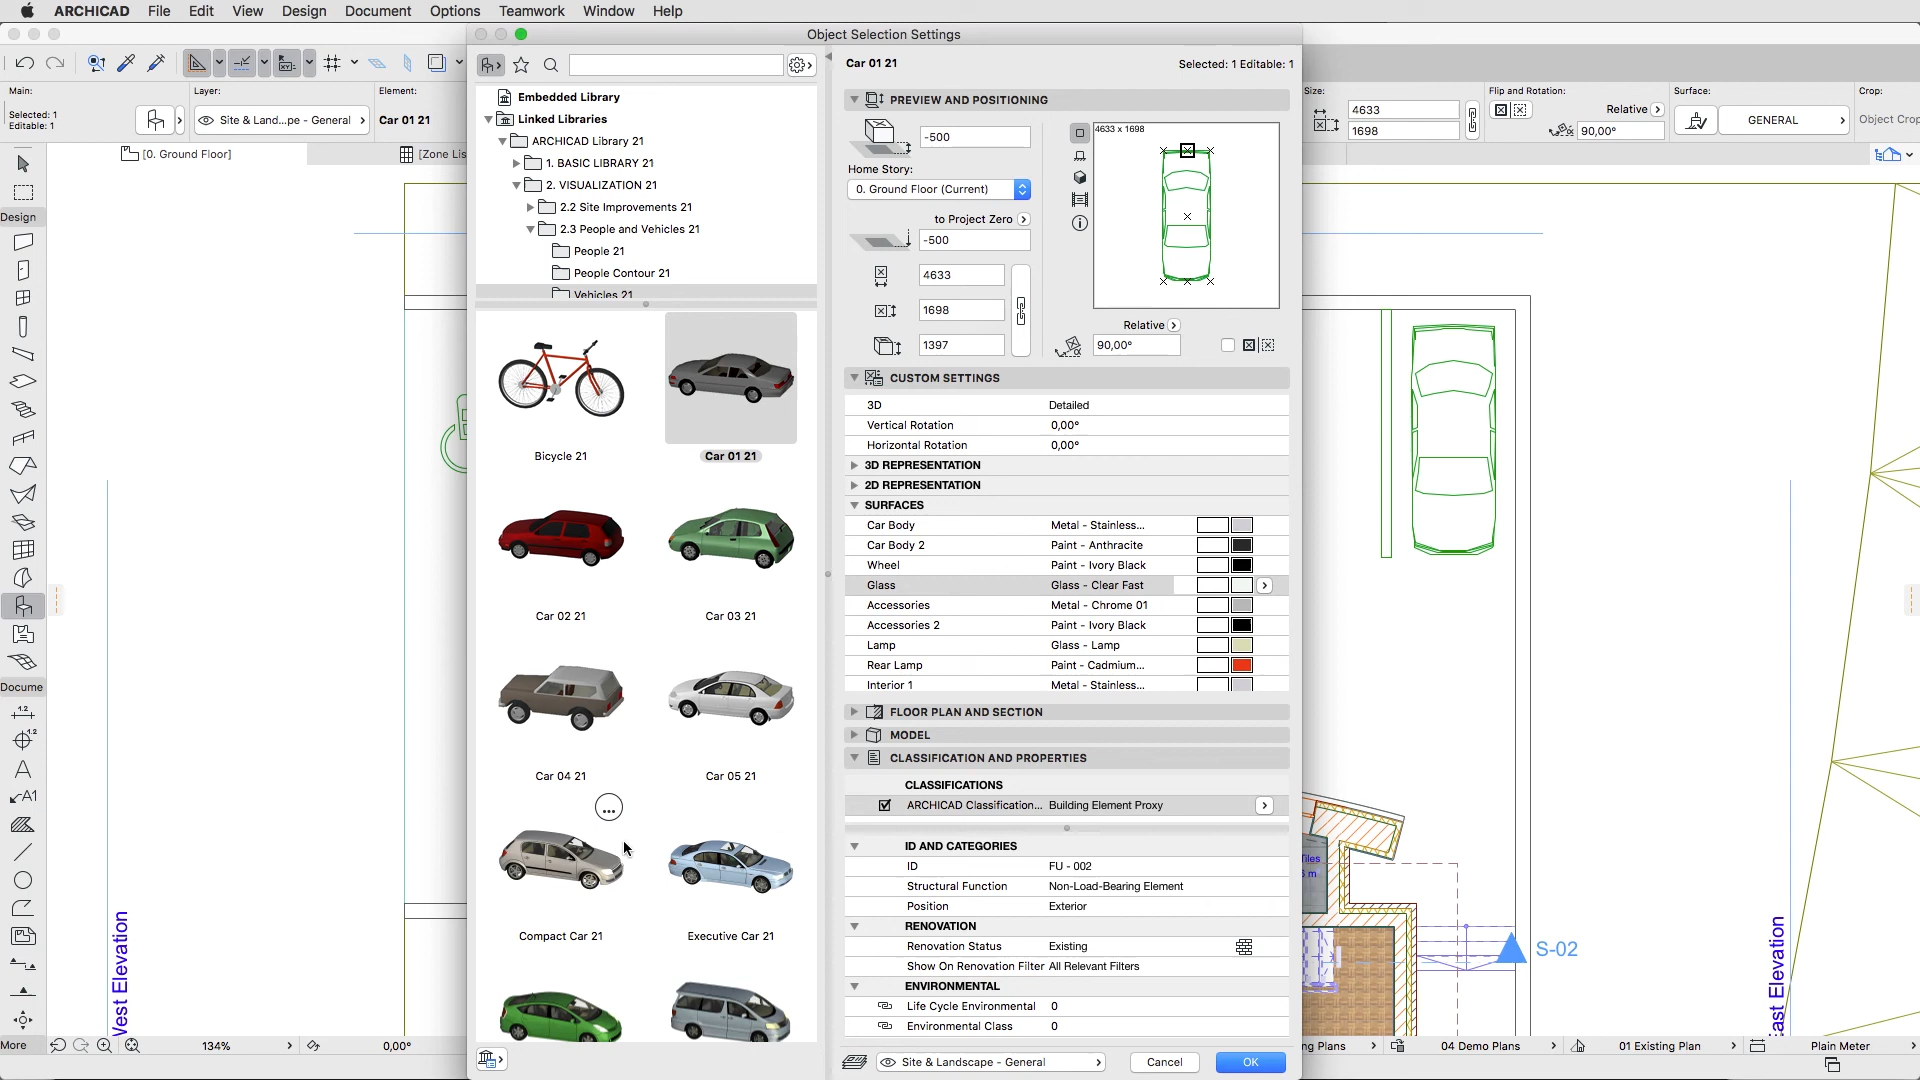 ARCHICAD File Edit View Design Document Options Teamwork Window Help
Object Selection Settings
Main:
Selected: 1
Editable: 1
Layer:
Site & Land...pe - General
Element:
Car 01 21
[0. Ground Floor]
[Zone Lis
Design
Docume
1.2
1.2
A
A1
More
West Elevation
134%
0,00°
Embedded Library
Linked Libraries
ARCHICAD Library 21
1. BASIC LIBRARY 21
2. VISUALIZATION 21
2.2 Site Improvements 21
2.3 People and Vehicles 21
People 21
People Contour 21
Vehicles 21
Bicycle 21
Car 01 21
Car 02 21
Car 03 21
Car 04 21
Car 05 21
Compact Car 21
Executive Car 21
Car 01 21
Selected: 1 Editable: 1
PREVIEW AND POSITIONING
-500
Home Story:
0. Ground Floor (Current)
to Project Zero
-500
4633
1698
1397
4633 x 1698
Relative
90,00°
CUSTOM SETTINGS
3D Detailed
Vertical Rotation 0,00°
Horizontal Rotation 0,00°
3D REPRESENTATION
2D REPRESENTATION
SURFACES
Car Body Metal - Stainless...
Car Body 2 Paint - Anthracite
Wheel Paint - Ivory Black
Glass Glass - Clear Fast
Accessories Metal - Chrome 01
Accessories 2 Paint - Ivory Black
Lamp Glass - Lamp
Rear Lamp Paint - Cadmium...
Interior 1 Metal - Stainless...
FLOOR PLAN AND SECTION
MODEL
CLASSIFICATION AND PROPERTIES
CLASSIFICATIONS
ARCHICAD Classification... Building Element Proxy
ID AND CATEGORIES
ID FU - 002
Structural Function Non-Load-Bearing Element
Position Exterior
RENOVATION
Renovation Status Existing
Show On Renovation Filter All Relevant Filters
ENVIRONMENTAL
Life Cycle Environmental 0
Environmental Class 0
Site & Landscape - General
Cancel
OK
Size:
4633
1698
Flip and Rotation:
Relative
90,00°
Surface:
GENERAL
Crop:
Object Crop
Tiles
S-02
East Elevation
ng Plans
04 Demo Plans
01 Existing Plan
Plain Meter